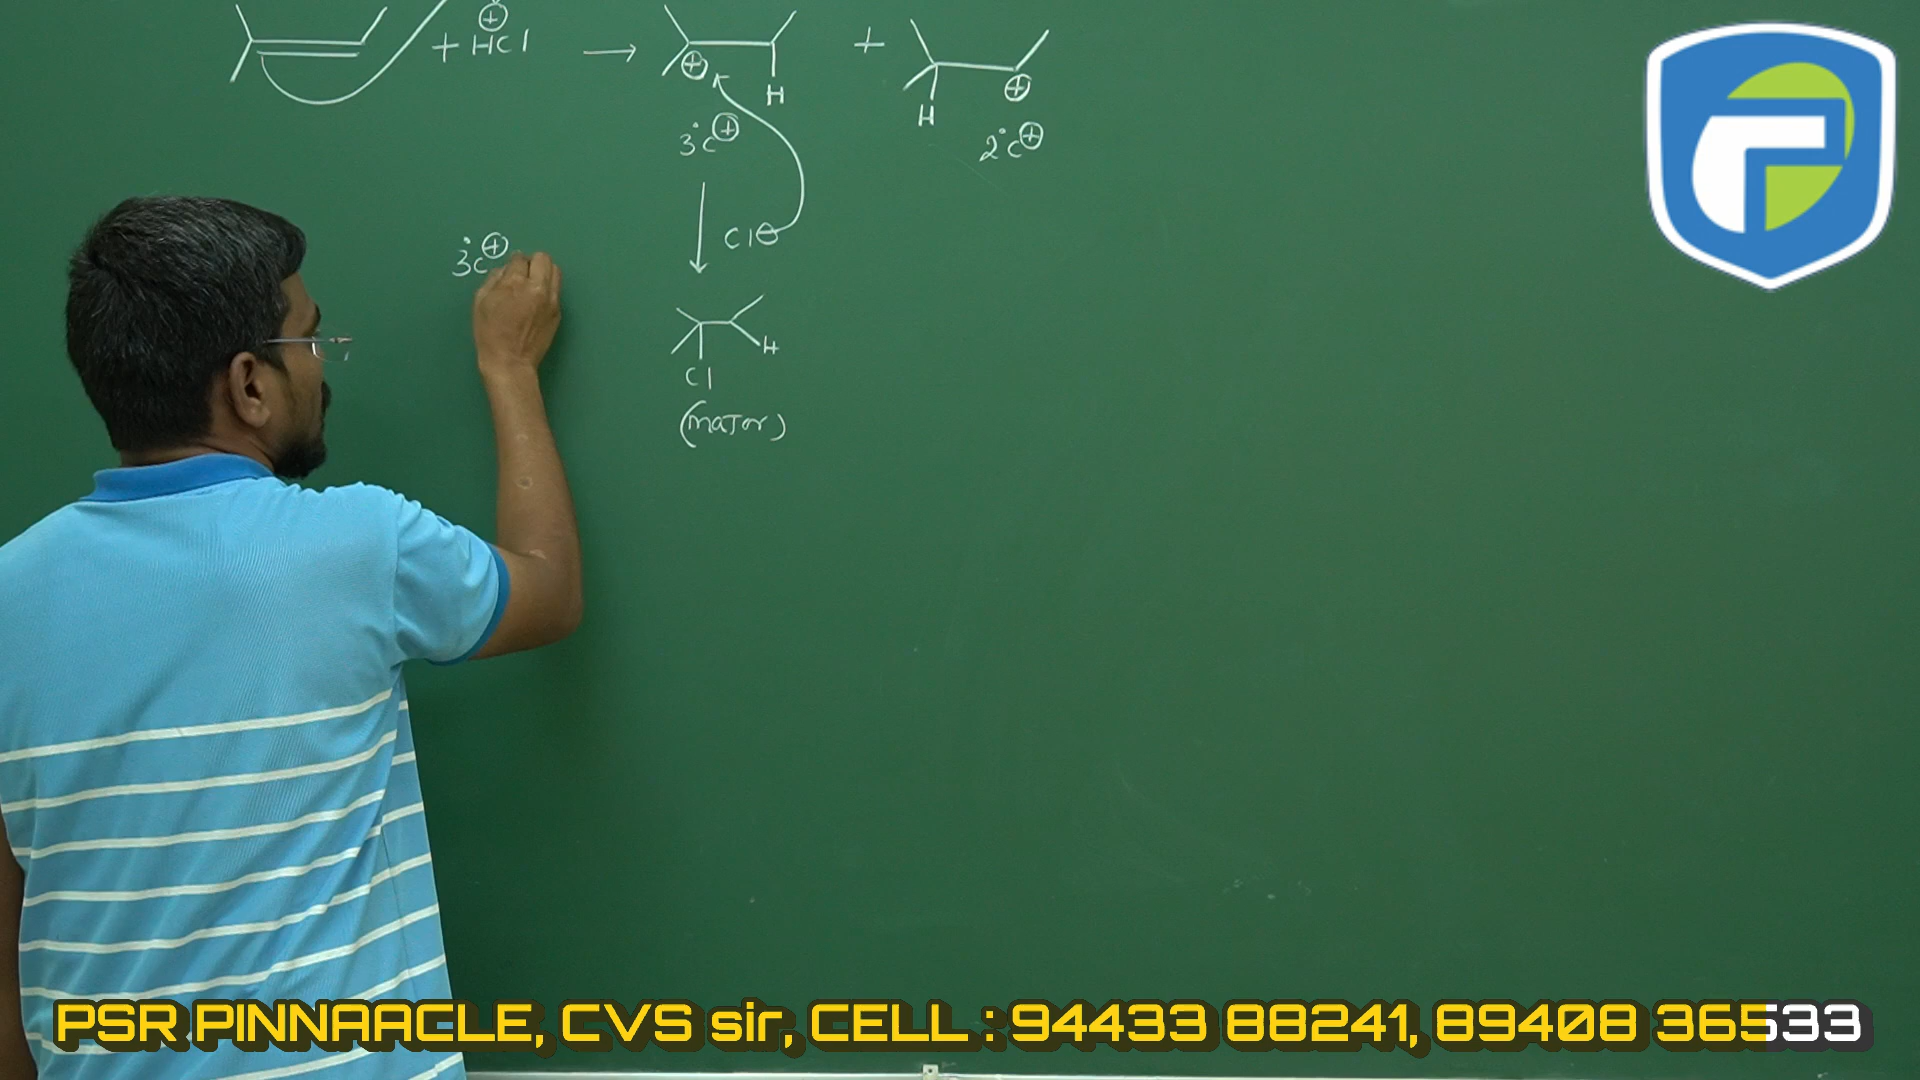 ⊕
+ HCl → ⊕ H + H ⊕
3°C⊕ 2°C⊕
Cl⊖
3°C⊕
H
Cl
(major)
PSR PINNAACLE, CVS sir, CELL : 94433 88241, 89408 36533